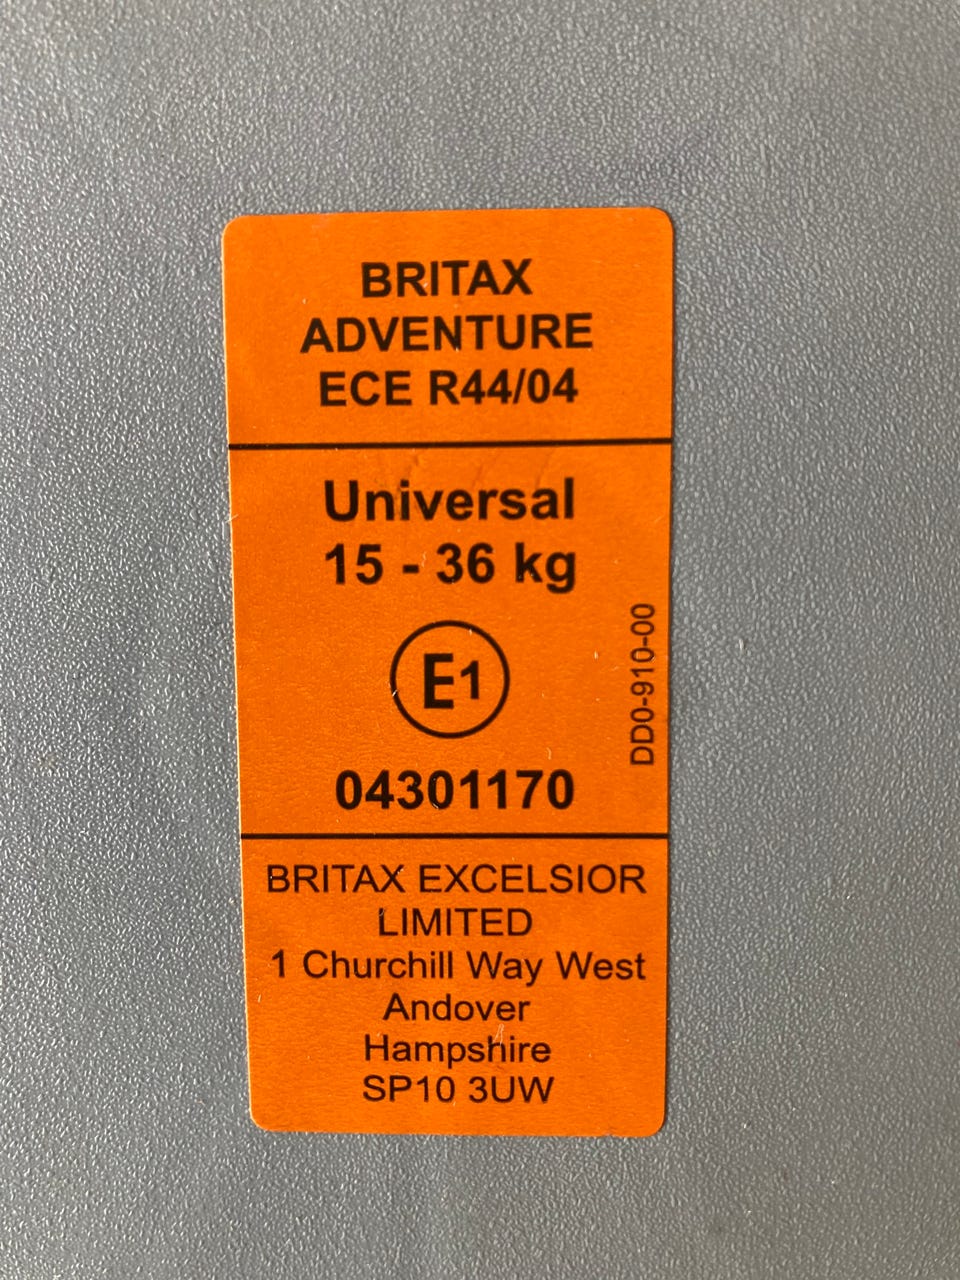 BRITAX
ADVENTURE
ECE R44/04
Universal
15 - 36 kg
E1
DD0-910-00
04301170
BRITAX EXCELSIOR
LIMITED
1 Churchill Way West
Andover
Hampshire
SP10 3UW